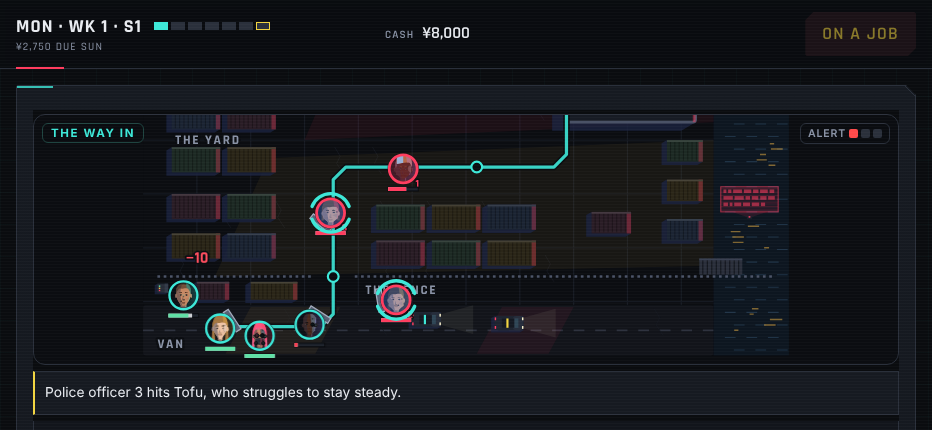 MON · WK 1 · S1
¥2,750 DUE SUN
CASH ¥8,000
ON A JOB
THE WAY IN
THE YARD
ALERT
-10
VAN
Police officer 3 hits Tofu, who struggles to stay steady.